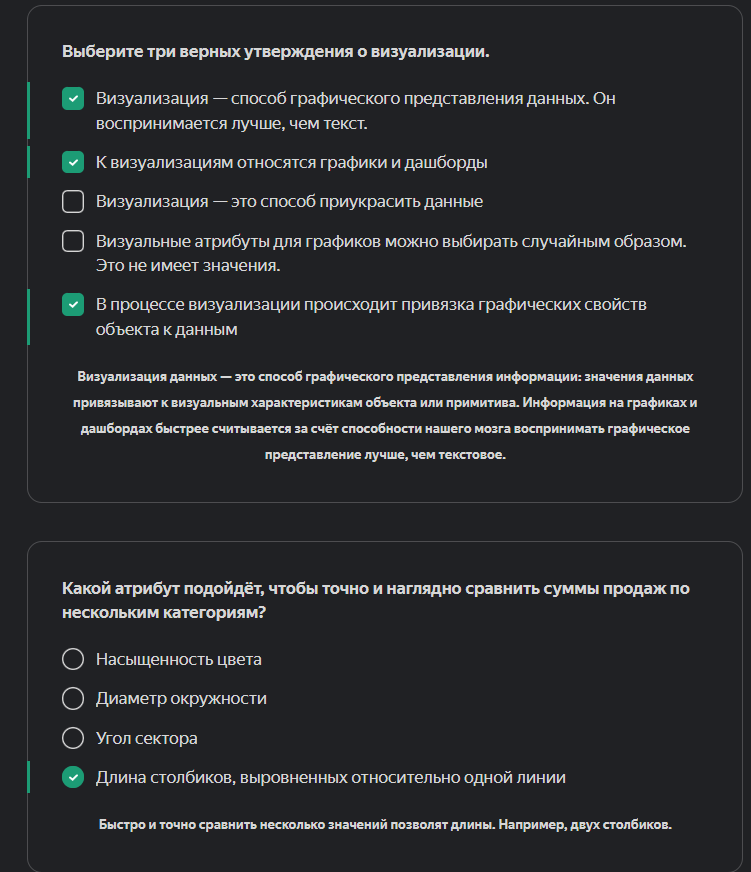 Выберите три верных утверждения о визуализации.
Визуализация — способ графического представления данных. Он
воспринимается лучше, чем текст.
К визуализациям относятся графики и дашборды
Визуализация — это способ приукрасить данные
Визуальные атрибуты для графиков можно выбирать случайным образом.
Это не имеет значения.
В процессе визуализации происходит привязка графических свойств
объекта к данным
Визуализация данных — это способ графического представления информации: значения данных
привязывают к визуальным характеристикам объекта или примитива. Информация на графиках и
дашбордах быстрее считывается за счёт способности нашего мозга воспринимать графическое
представление лучше, чем текстовое.
Какой атрибут подойдёт, чтобы точно и наглядно сравнить суммы продаж по
нескольким категориям?
Насыщенность цвета
Диаметр окружности
Угол сектора
Длина столбиков, выровненных относительно одной линии
Быстро и точно сравнить несколько значений позволят длины. Например, двух столбиков.